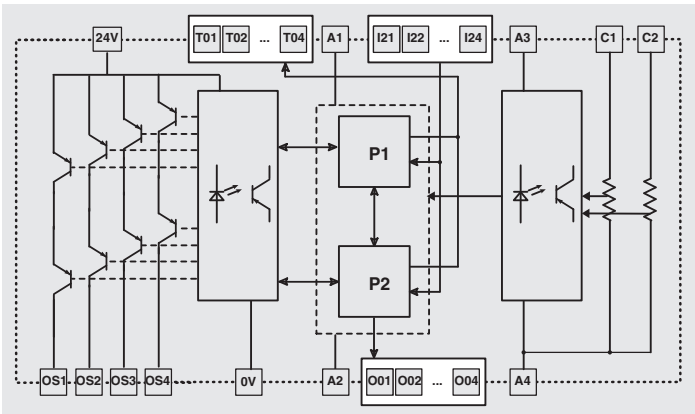 24V T01 T02 ... T04 A1 I21 I22 ... I24 A3 C1 C2
P1
P2
OS1 OS2 OS3 OS4 0V A2 O01 O02 ... O04 A4